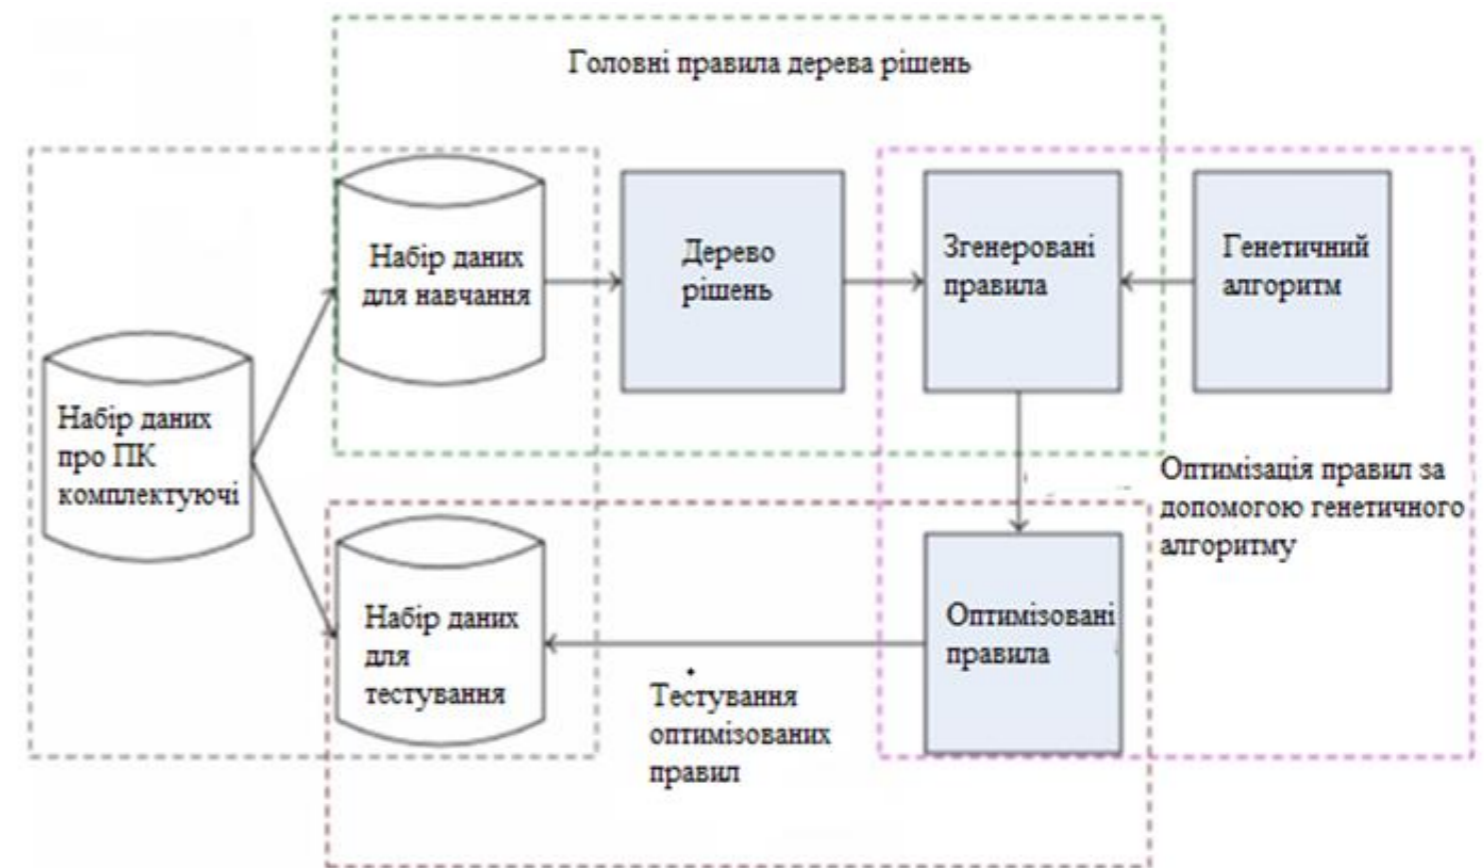 Головні правила дерева рішень
Набір даних
для навчання
Дерево
рішень
Згенеровані
правила
Генетичний
алгоритм
Набір даних
про ПК
комплектуючі
Оптимізація правил за
допомогою генетичного
алгоритму
Набір даних
для
тестування
Оптимізовані
правила
Тестування
оптимізованих
правил